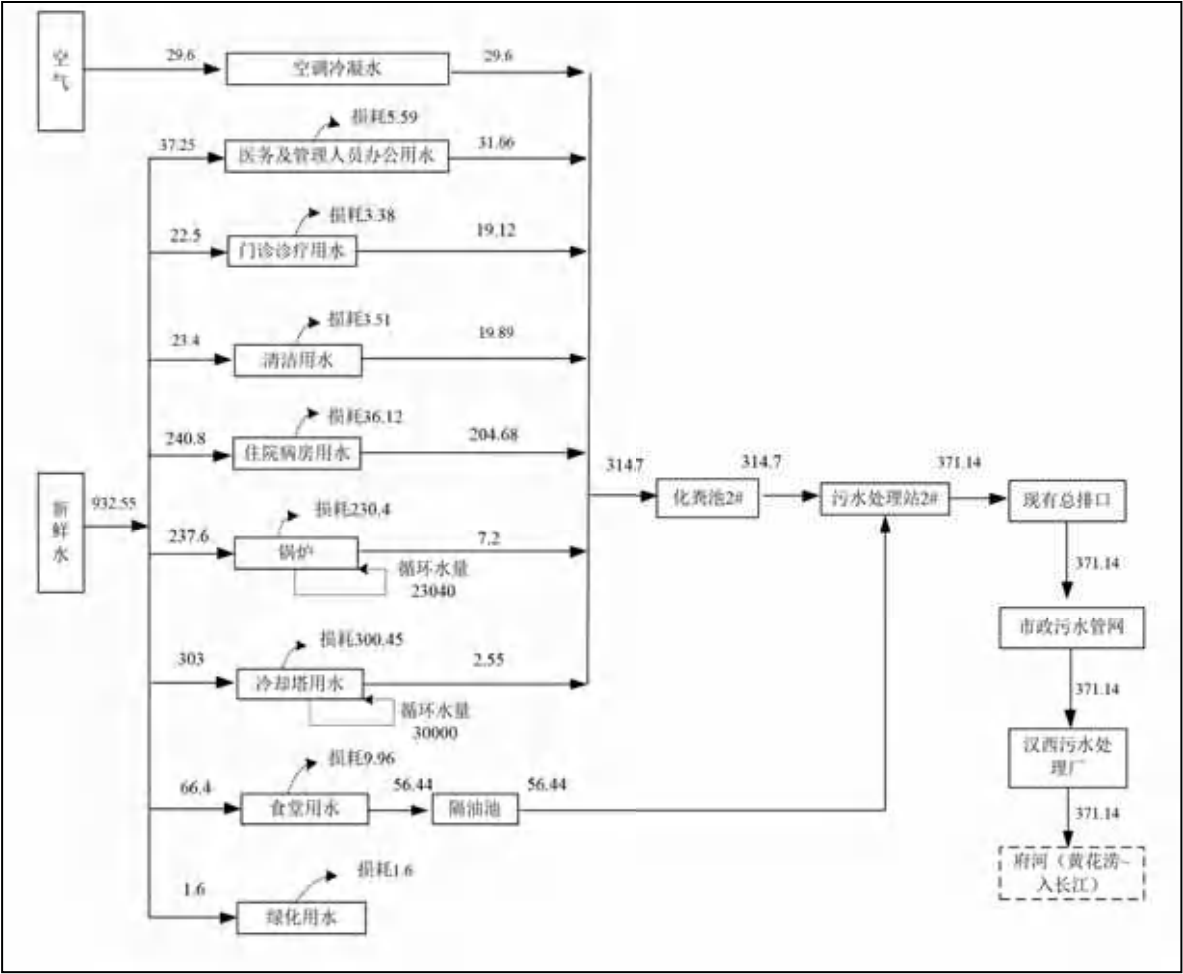 空气
29.6
空调冷凝水
29.6
损耗5.59
37.25
医务及管理人员办公用水
31.66
损耗3.38
22.5
门诊诊疗用水
19.12
损耗3.51
23.4
清洁用水
19.89
损耗36.12
240.8
住院病房用水
204.68
新鲜水
932.55
损耗230.4
237.6
锅炉
7.2
循环水量
23040
损耗300.45
303
冷却塔用水
2.55
循环水量
30000
损耗9.96
66.4
食堂用水
56.44
隔油池
56.44
损耗1.6
1.6
绿化用水
314.7
化粪池2#
314.7
污水处理站2#
371.14
现有总排口
371.14
市政污水管网
371.14
汉西污水处
理厂
371.14
府河（黄花涝~
入长江）